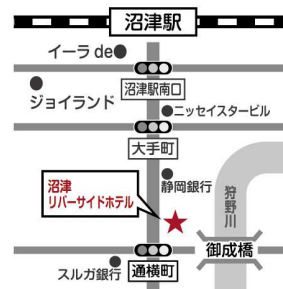 沼津駅
イーラde
沼津駅南口
ジョイランド
ニッセイスタービル
大手町
静岡銀行
狩野川
沼津
リバーサイドホテル
御成橋
スルガ銀行
通横町